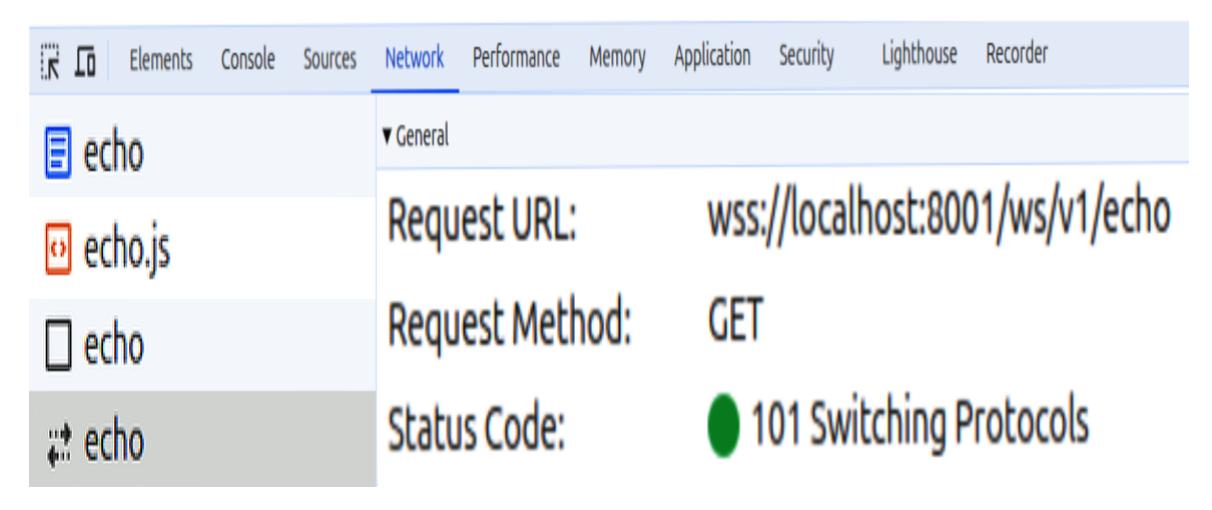 Elements Console Sources Network Performance Memory Application Security Lighthouse Recorder
echo
echo.js
echo
echo
▼ General
Request URL: wss://localhost:8001/ws/v1/echo
Request Method: GET
Status Code: 101 Switching Protocols